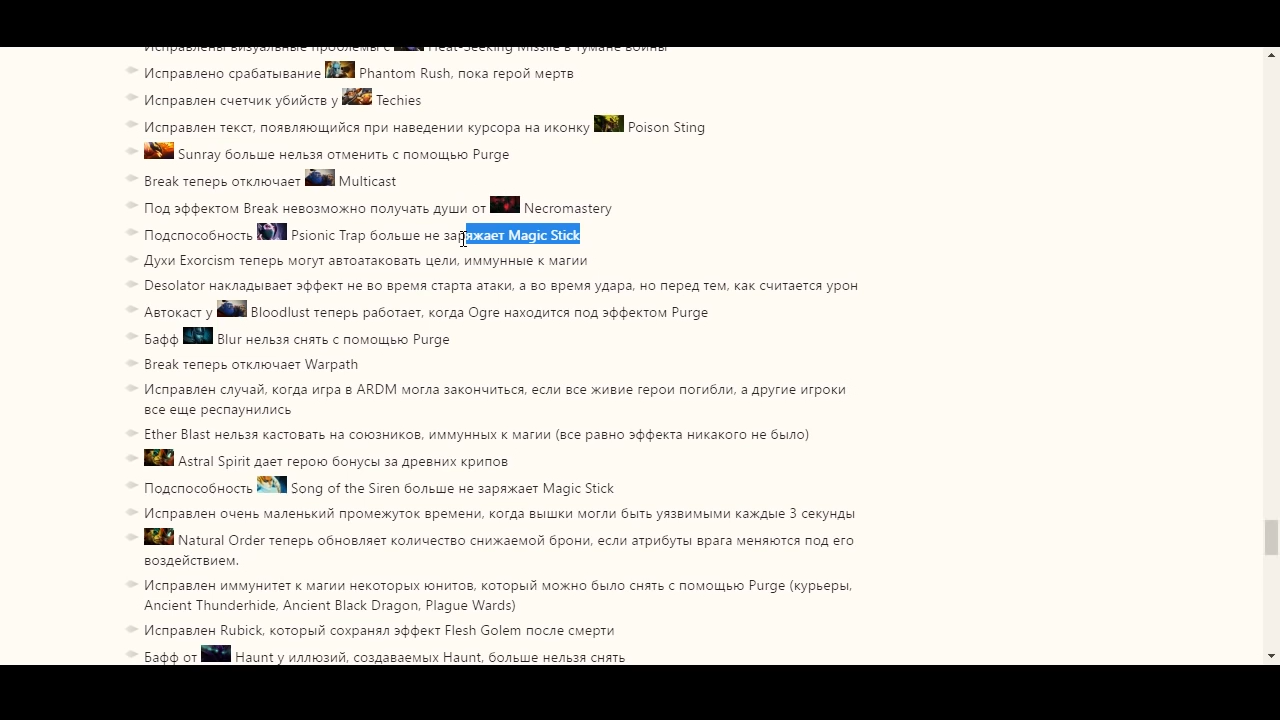 Исправлены визуальные проблемы с Heat-Seeking Missile в тумане войны
Исправлено срабатывание Phantom Rush, пока герой мертв
Исправлен счетчик убийств у Techies
Исправлен текст, появляющийся при наведении курсора на иконку Poison Sting
Sunray больше нельзя отменить с помощью Purge
Break теперь отключает Multicast
Под эффектом Break невозможно получать души от Necromastery
Подспособность Psionic Trap больше не заряжает Magic Stick
Духи Exorcism теперь могут автоатаковать цели, иммунные к магии
Desolator накладывает эффект не во время старта атаки, а во время удара, но перед тем, как считается урон
Автокаст у Bloodlust теперь работает, когда Ogre находится под эффектом Purge
Бафф Blur нельзя снять с помощью Purge
Break теперь отключает Warpath
Исправлен случай, когда игра в ARDM могла закончиться, если все живие герои погибли, а другие игроки
все еще респаунились
Ether Blast нельзя кастовать на союзников, иммунных к магии (все равно эффекта никакого не было)
Astral Spirit дает герою бонусы за древних крипов
Подспособность Song of the Siren больше не заряжает Magic Stick
Исправлен очень маленький промежуток времени, когда вышки могли быть уязвимыми каждые 3 секунды
Natural Order теперь обновляет количество снижаемой брони, если атрибуты врага меняются под его
воздействием.
Исправлен иммунитет к магии некоторых юнитов, который можно было снять с помощью Purge (курьеры,
Ancient Thunderhide, Ancient Black Dragon, Plague Wards)
Исправлен Rubick, который сохранял эффект Flesh Golem после смерти
Бафф от Haunt у иллюзий, создаваемых Haunt, больше нельзя снять